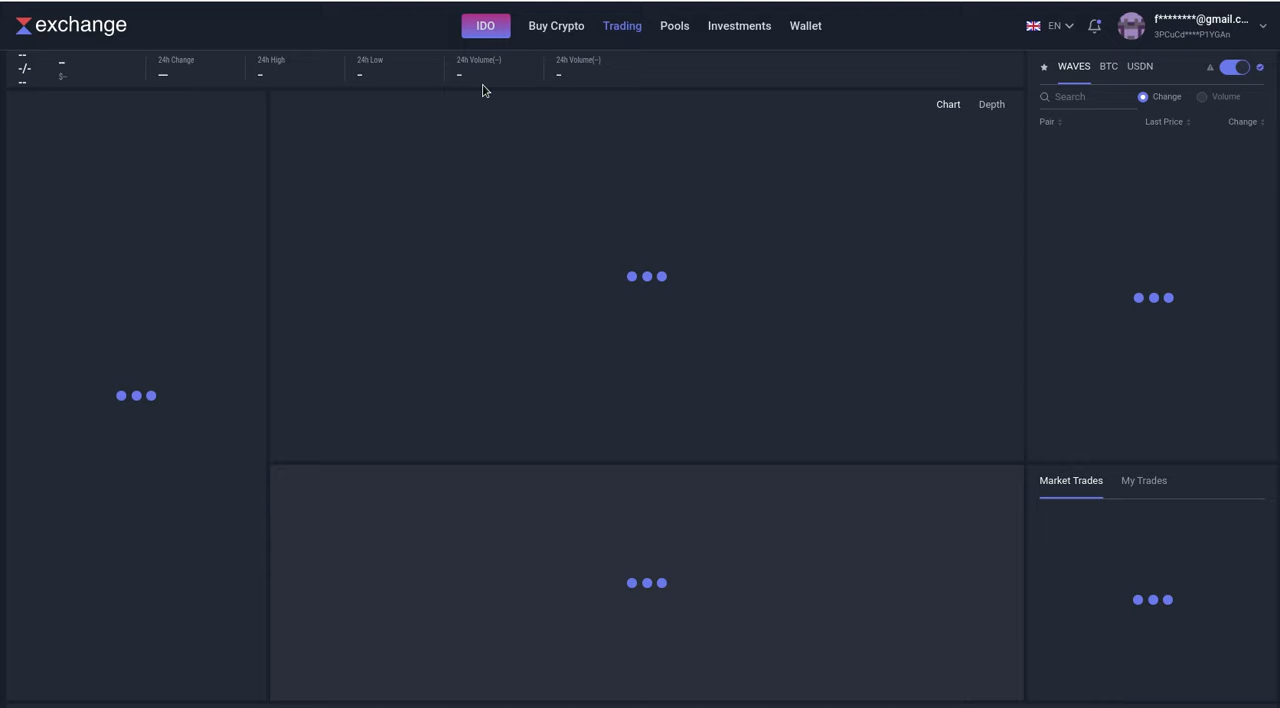 exchange
IDO
Buy Crypto
Trading
Pools
Investments
Wallet
EN
f********@gmail.c...
3PCuCd****P1YGAn
--
-/-
--
--
$--
24h Change
—
24h High
-
24h Low
-
24h Volume(--)
-
24h Volume(--)
-
WAVES
BTC
USDN
Search
Change
Volume
Pair
Last Price
Change
Chart
Depth
Market Trades
My Trades